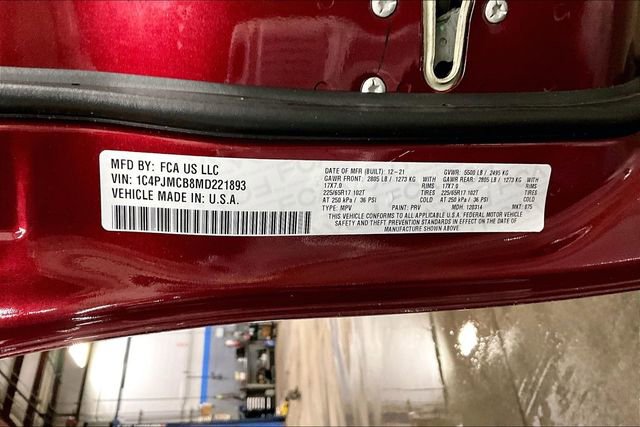 MFD BY: FCA US LLC
VIN: 1C4PJMCB8MD221893
VEHICLE MADE IN: U.S.A.
DATE OF MFR (BUILT): 12-21 GVWR: 5500 LB / 2495 KG
GAWR FRONT: 2805 LB / 1273 KG WITH GAWR REAR: 2805 LB / 1273 KG WITH
17X7.0 RIMS 17X7.0 RIMS
225/65R17 102T TIRES 225/65R17 102T TIRES
AT 250 kPa / 36 PSI COLD AT 250 kPa / 36 PSI COLD
TYPE: MPV PAINT: PRV MDH: 120314 MKT: 075
THIS VEHICLE CONFORMS TO ALL APPLICABLE U.S.A. FEDERAL MOTOR VEHICLE
SAFETY AND THEFT PREVENTION STANDARDS IN EFFECT ON THE DATE OF
MANUFACTURE SHOWN ABOVE